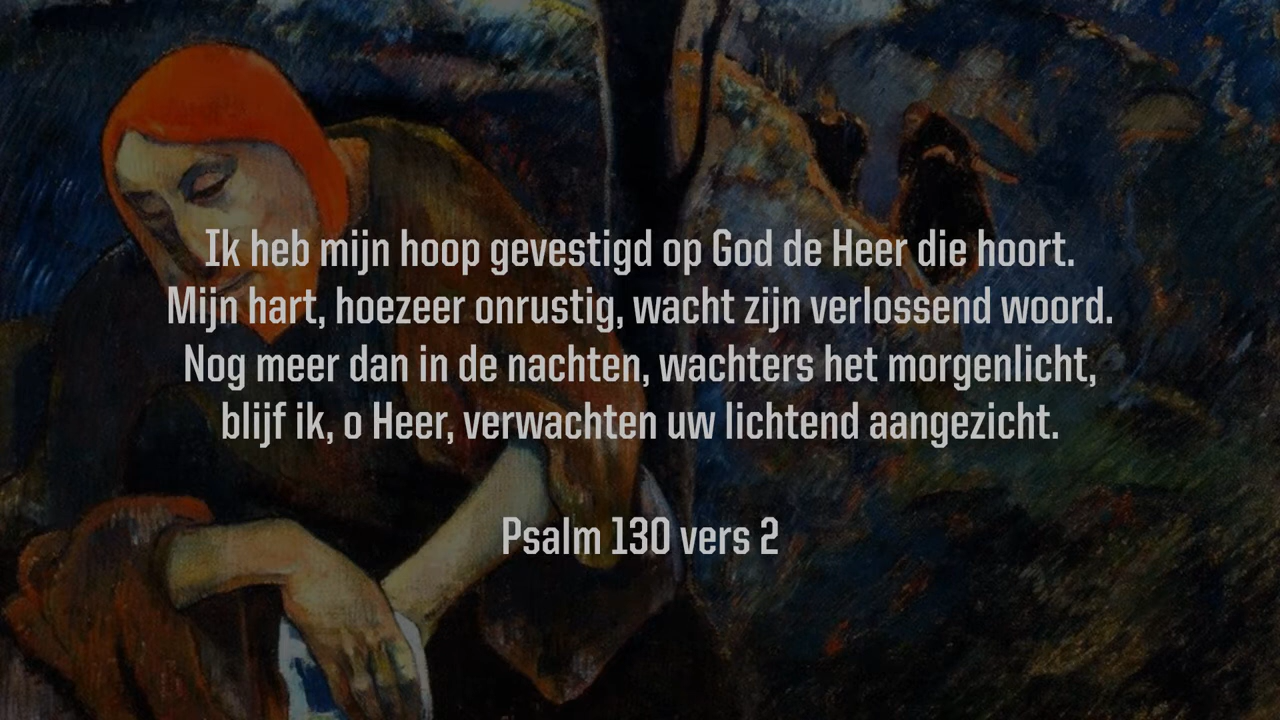 Ik heb mijn hoop gevestigd op God de Heer die hoort.
Mijn hart, hoezeer onrustig, wacht zijn verlossend woord.
Nog meer dan in de nachten, wachters het morgenlicht,
blijf ik, o Heer, verwachten uw lichtend aangezicht.
Psalm 130 vers 2